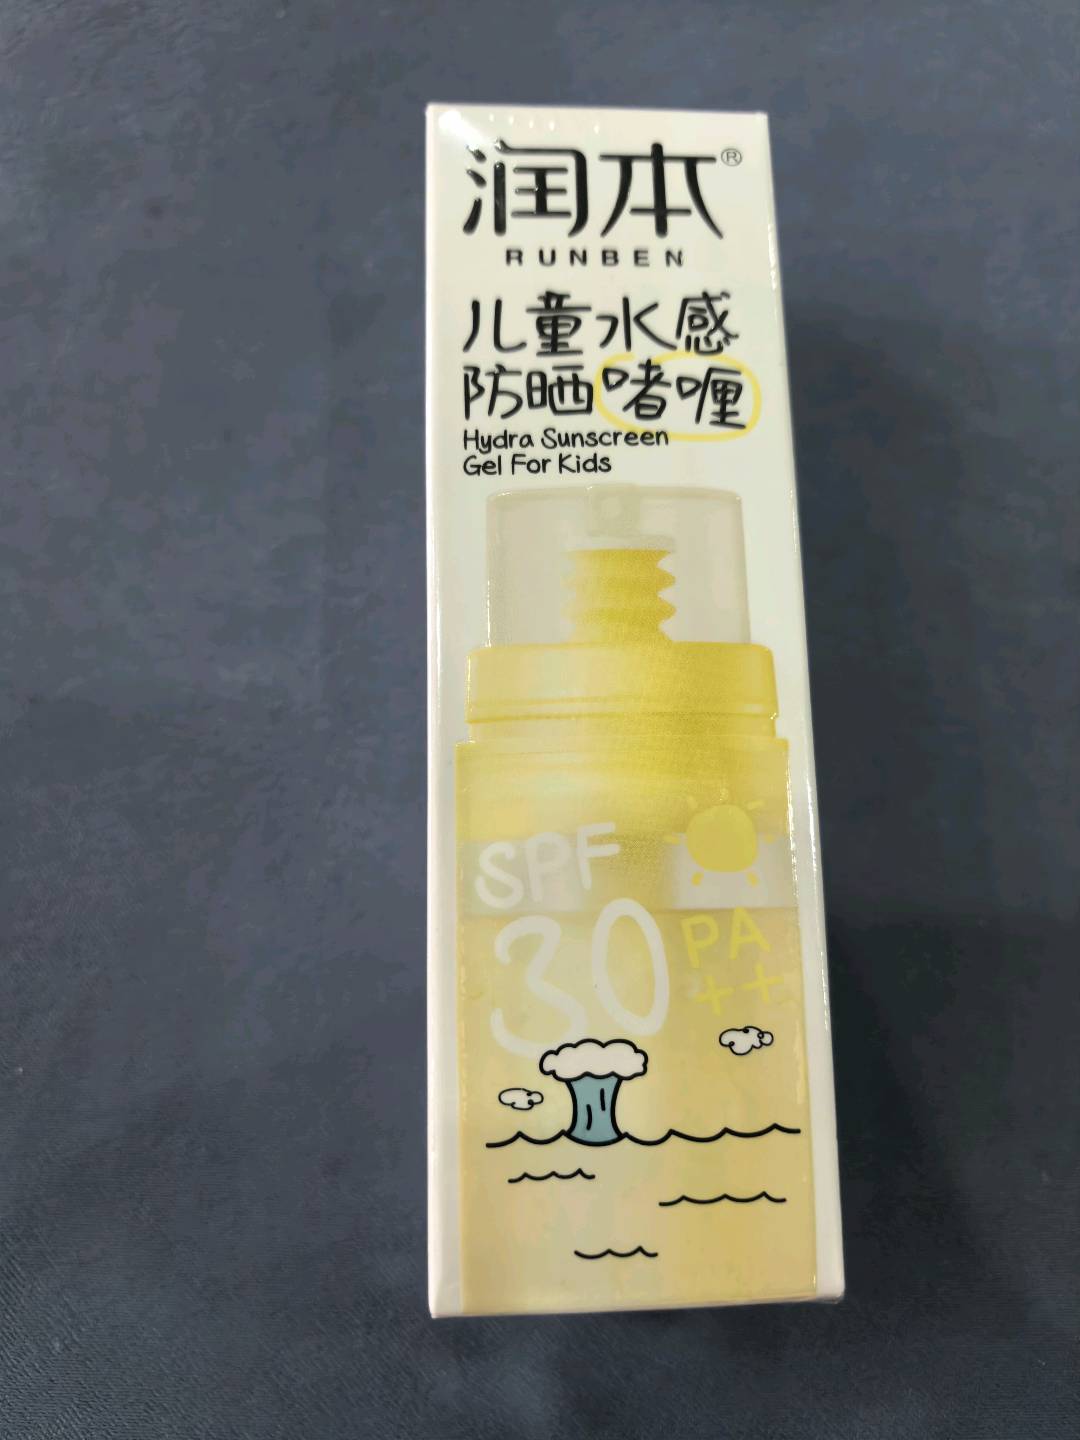 润本®
RUNBEN
儿童水感
防晒啫喱
Hydra Sunscreen
Gel For Kids
SPF
30
PA
++